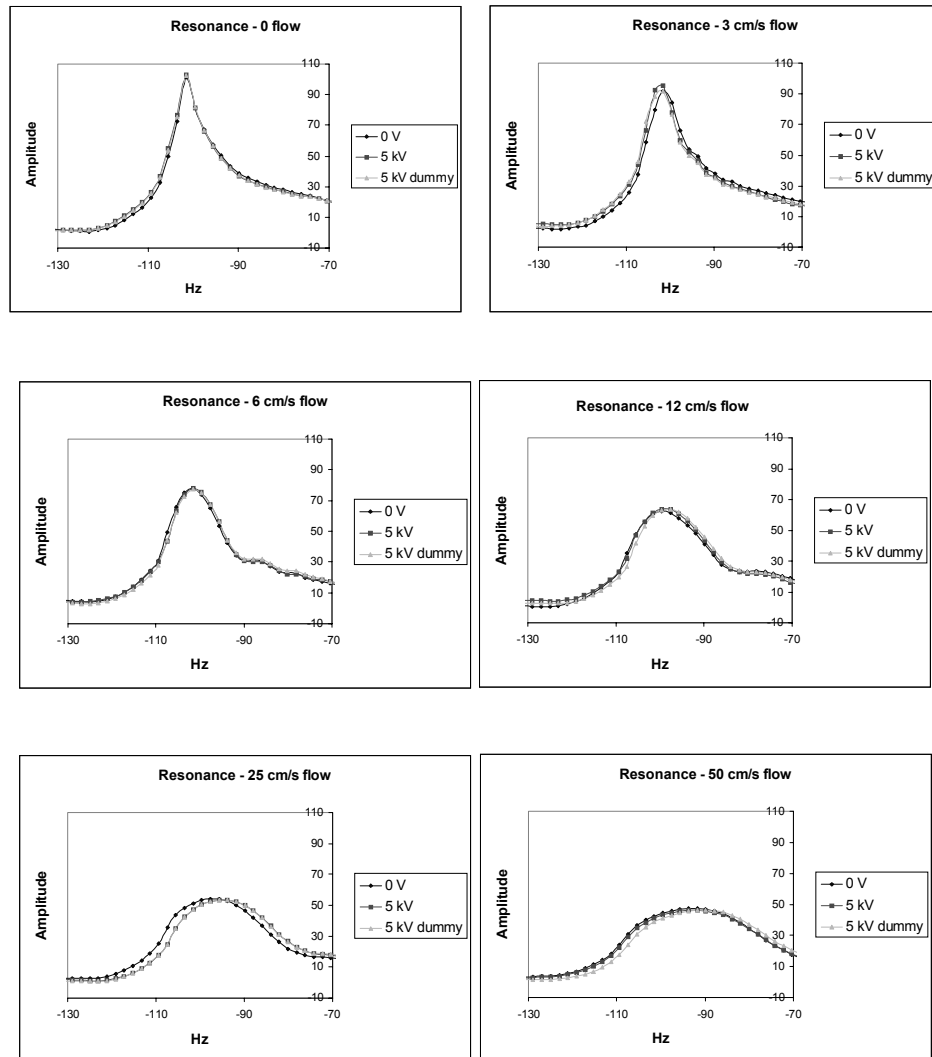 Resonance - 0 flow
110
90
70
50
30
10
-10
-130 -110 -90 -70
Amplitude
Hz
0 V
5 kV
5 kV dummy
Resonance - 3 cm/s flow
110
90
70
50
30
10
-10
-130 -110 -90 -70
Amplitude
Hz
0 V
5 kV
5 kV dummy
Resonance - 6 cm/s flow
110
90
70
50
30
10
-10
-130 -110 -90 -70
Amplitude
Hz
0 V
5 kV
5 kV dummy
Resonance - 12 cm/s flow
110
90
70
50
30
10
-10
-130 -110 -90 -70
Amplitude
Hz
0 V
5 kV
5 kV dummy
Resonance - 25 cm/s flow
110
90
70
50
30
10
-10
-130 -110 -90 -70
Amplitude
Hz
0 V
5 kV
5 kV dummy
Resonance - 50 cm/s flow
110
90
70
50
30
10
-10
-130 -110 -90 -70
Amplitude
Hz
0 V
5 kV
5 kV dummy